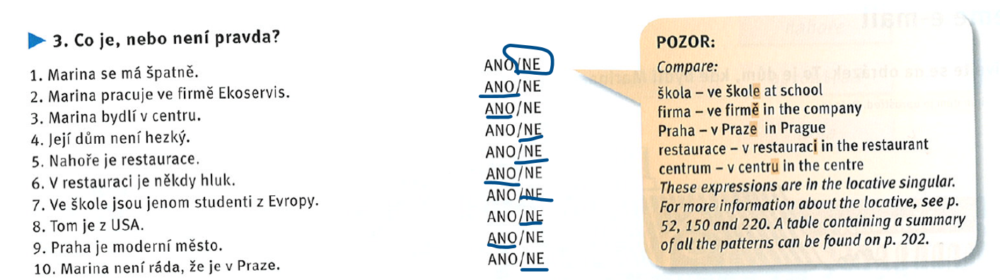 3. Co je, nebo není pravda?
1. Marina se má špatně. ANO/NE
2. Marina pracuje ve firmě Ekoservis. ANO/NE
3. Marina bydlí v centru. ANO/NE
4. Její dům není hezký. ANO/NE
5. Nahoře je restaurace. ANO/NE
6. V restauraci je někdy hluk. ANO/NE
7. Ve škole jsou jenom studenti z Evropy. ANO/NE
8. Tom je z USA. ANO/NE
9. Praha je moderní město. ANO/NE
10. Marina není ráda, že je v Praze. ANO/NE
POZOR:
Compare:
škola – ve škole at school
firma – ve firmě in the company
Praha – v Praze in Prague
restaurace – v restauraci in the restaurant
centrum – v centru in the centre
These expressions are in the locative singular.
For more information about the locative, see p.
52, 150 and 220. A table containing a summary
of all the patterns can be found on p. 202.